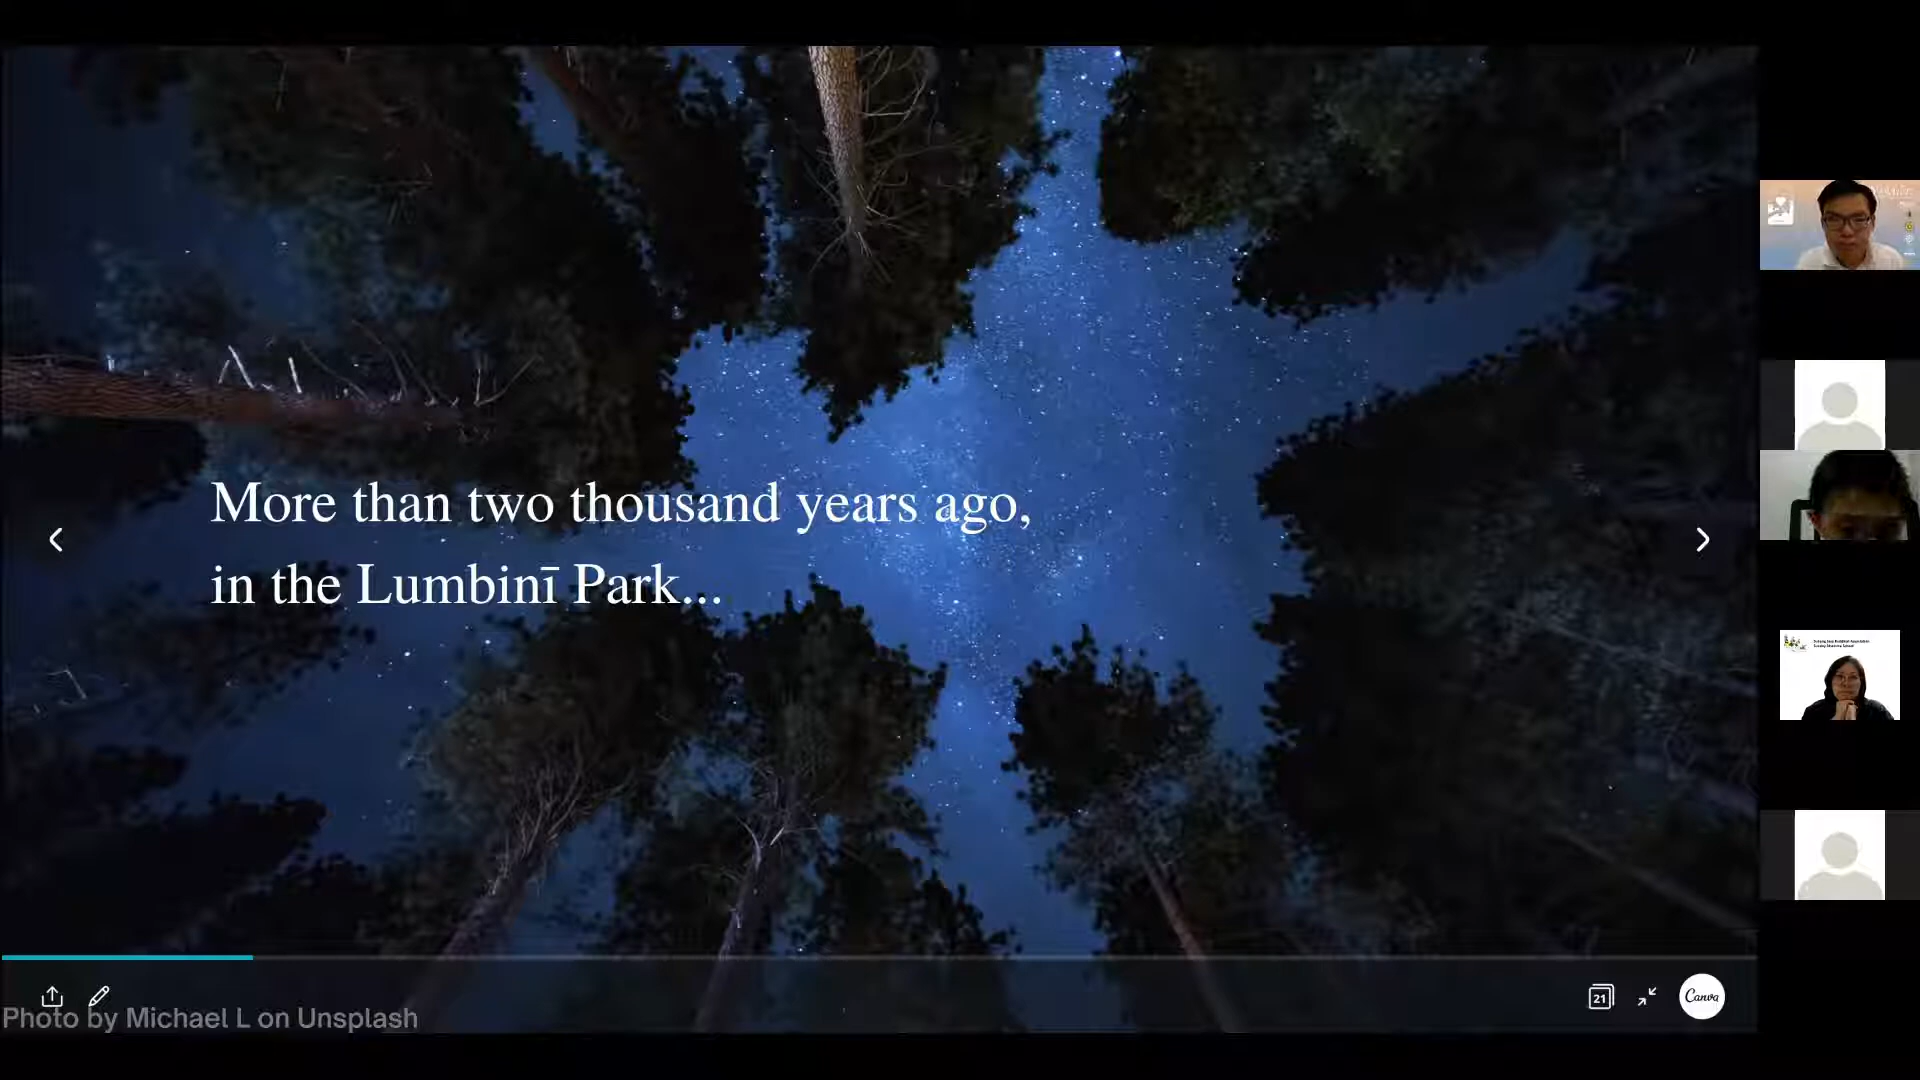 More than two thousand years ago,
in the Lumbinī Park...
21
Canva
Photo by Michael L on Unsplash